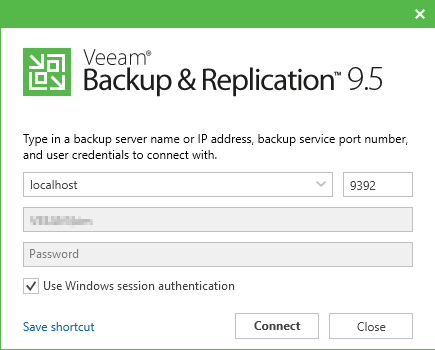 Veeam®
Backup & Replication™ 9.5
Type in a backup server name or IP address, backup service port number,
and user credentials to connect with.
localhost 9392
Password
Use Windows session authentication
Save shortcut Connect Close